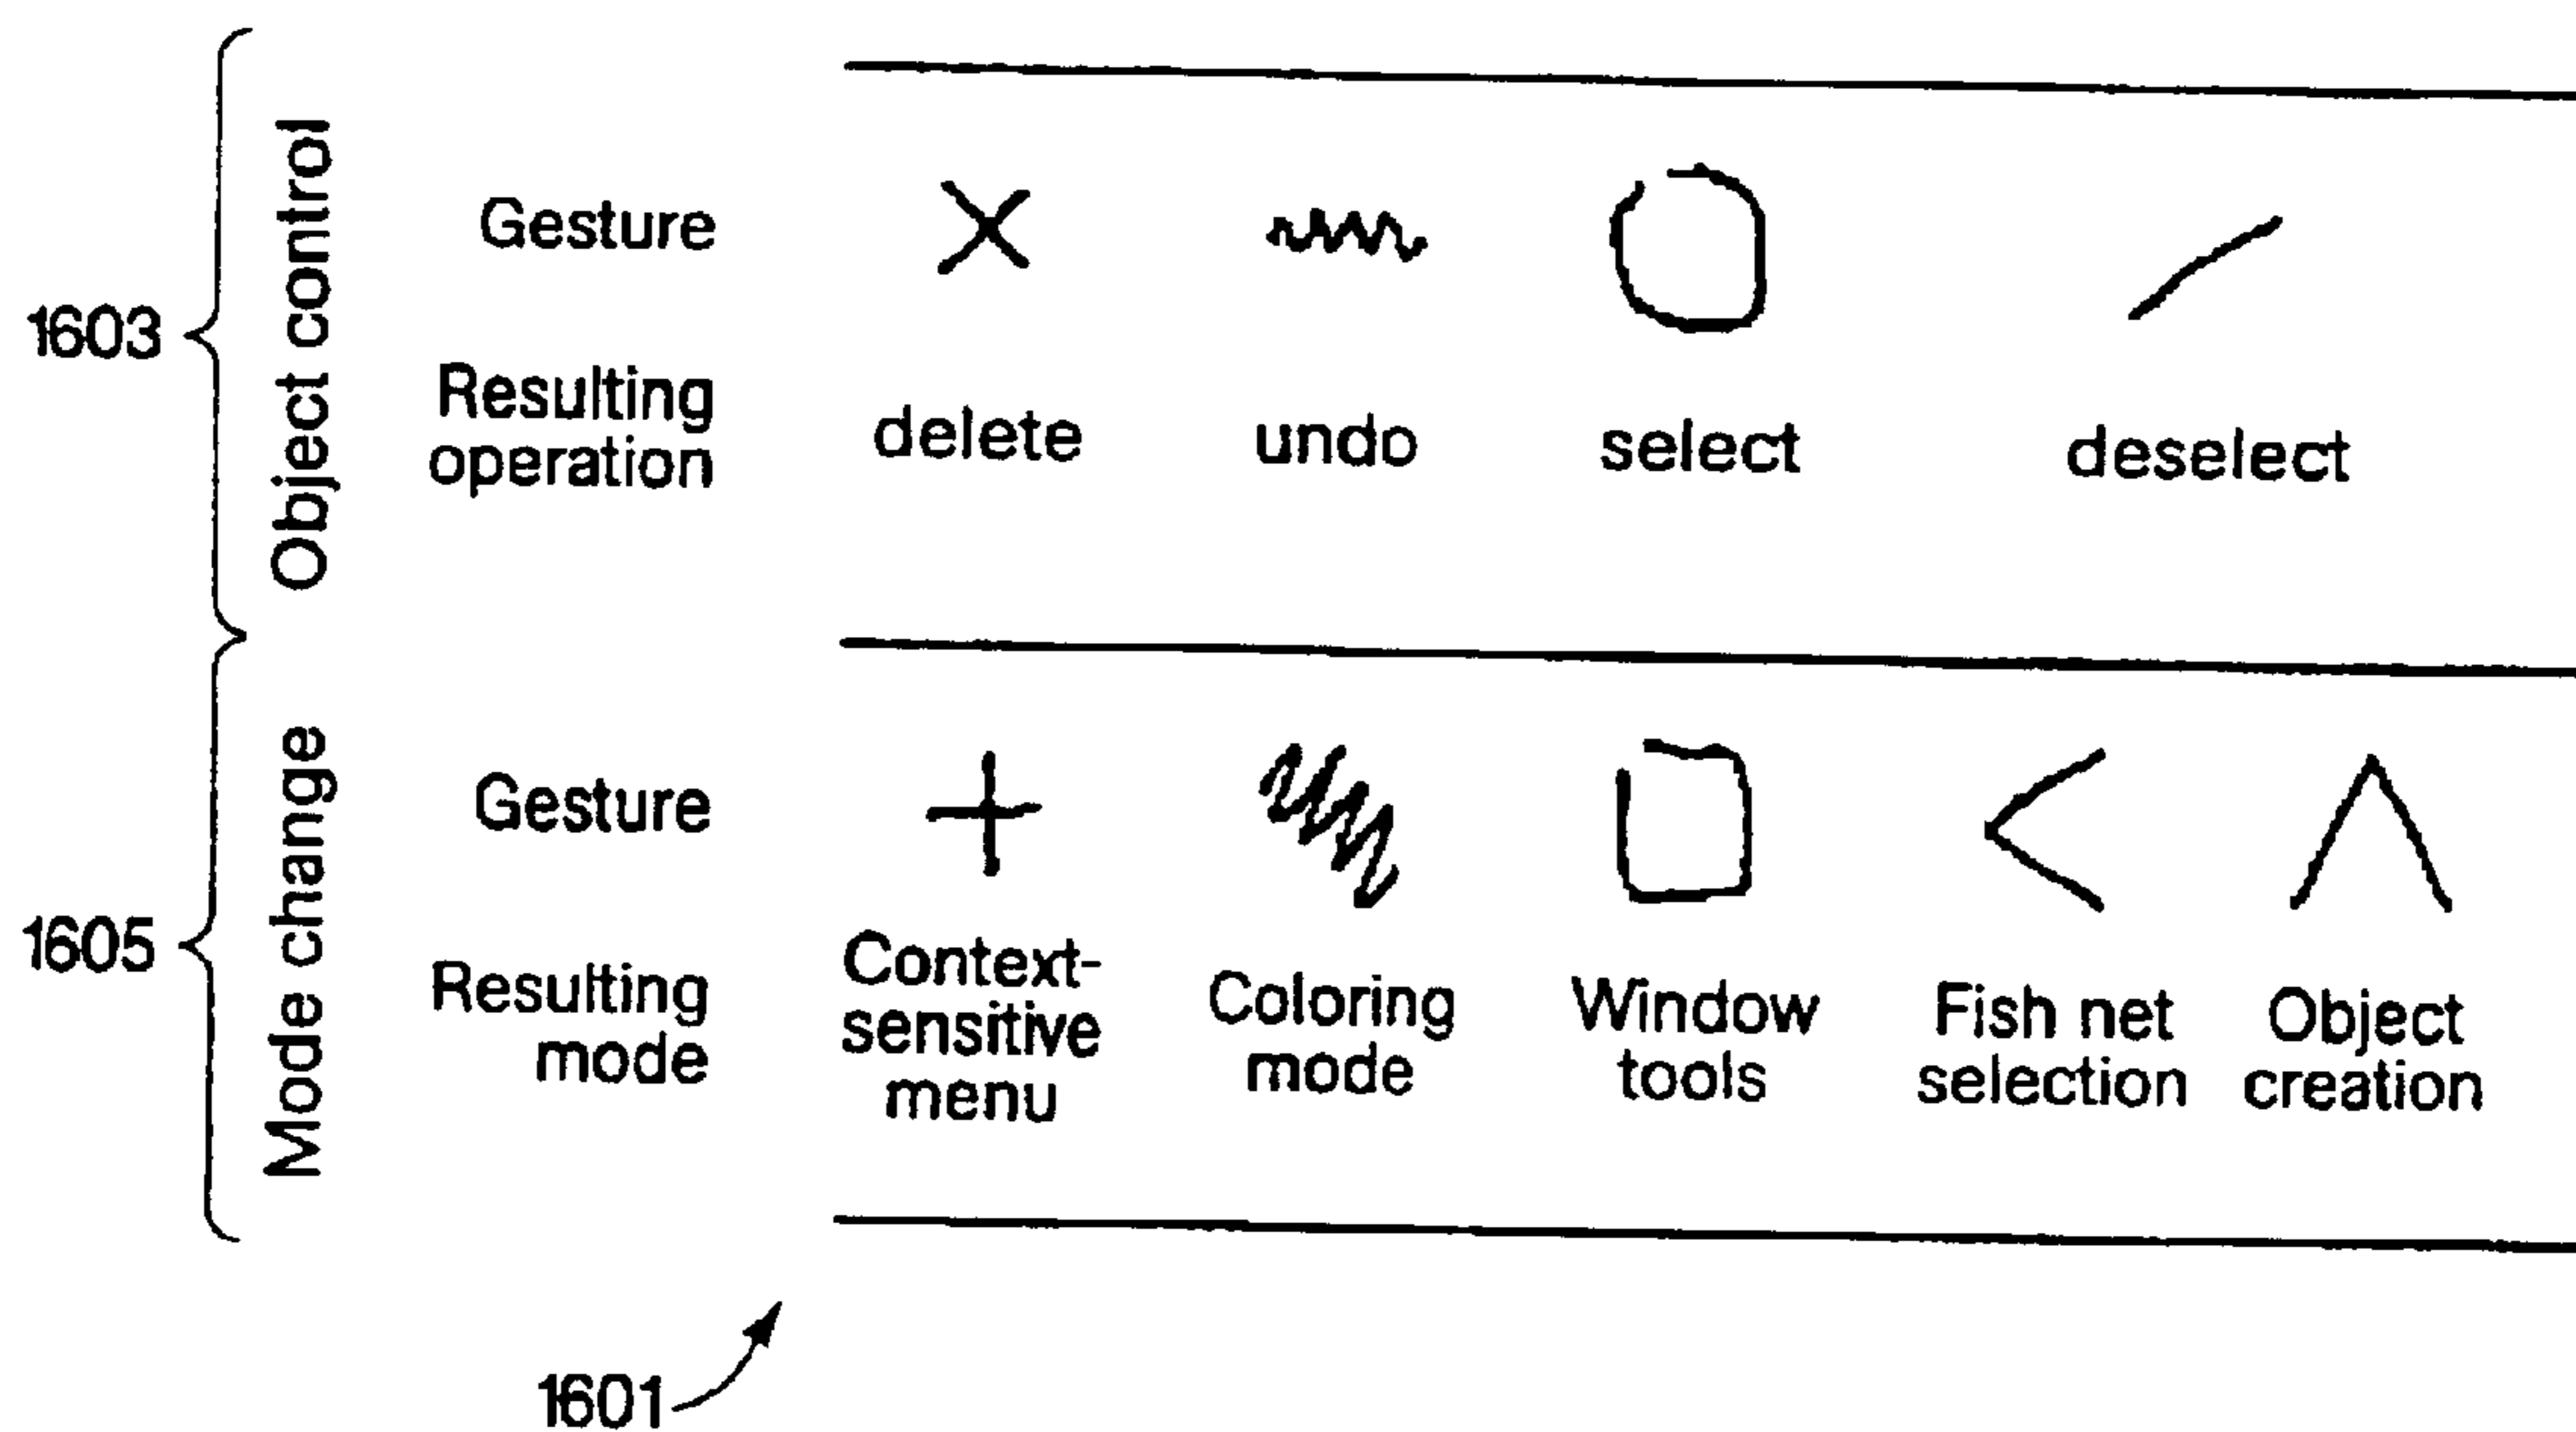 1603
Object control
Gesture
Resulting
operation
delete
undo
select
deselect
1605
Mode change
Gesture
Resulting
mode
Context-
sensitive
menu
Coloring
mode
Window
tools
Fish net
selection
Object
creation
1601